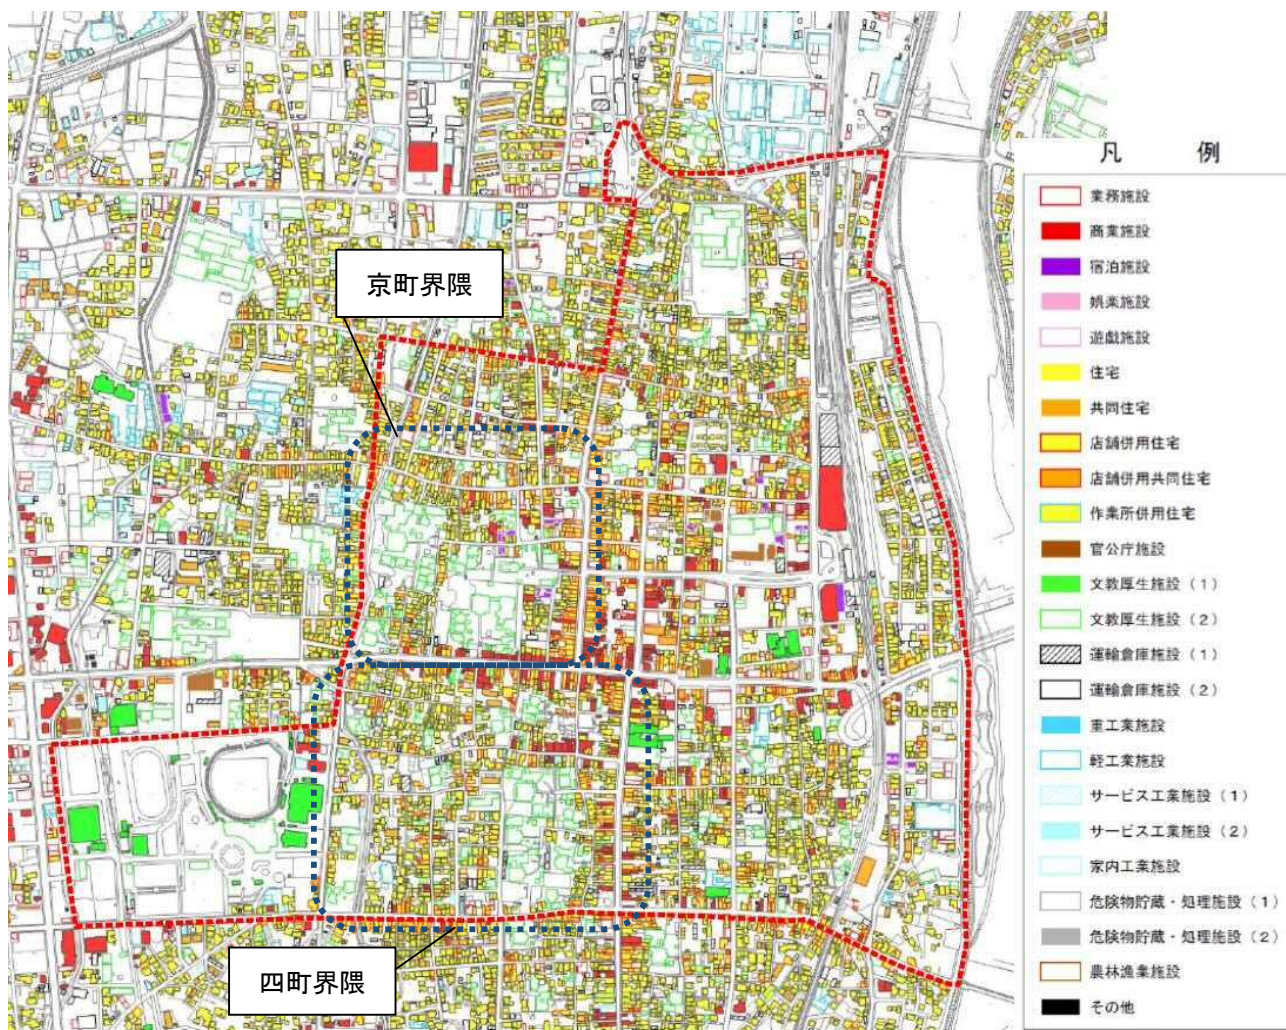 京町界隈
四町界隈
凡 例
業務施設
商業施設
宿泊施設
娯楽施設
遊戯施設
住宅
共同住宅
店舗併用住宅
店舗併用共同住宅
作業所併用住宅
官公庁施設
文教厚生施設（1）
文教厚生施設（2）
運輸倉庫施設（1）
運輸倉庫施設（2）
重工業施設
軽工業施設
サービス工業施設（1）
サービス工業施設（2）
家内工業施設
危険物貯蔵・処理施設（1）
危険物貯蔵・処理施設（2）
農林漁業施設
その他